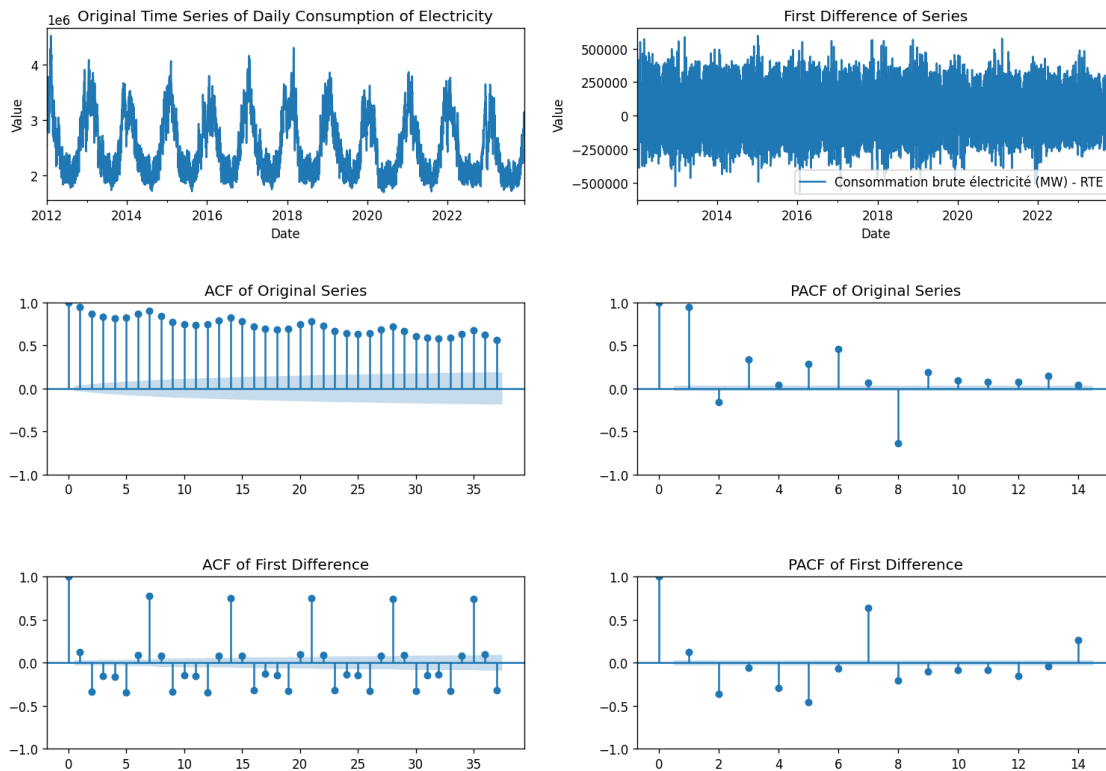 Original Time Series of Daily Consumption of Electricity
1e6
4
3
2
Value
2012 2014 2016 2018 2020 2022
Date
First Difference of Series
500000
250000
0
−250000
−500000
Value
Consommation brute électricité (MW) - RTE
2014 2016 2018 2020 2022
Date
ACF of Original Series
1.0
0.5
0.0
−0.5
−1.0
0 5 10 15 20 25 30 35
PACF of Original Series
1.0
0.5
0.0
−0.5
−1.0
0 2 4 6 8 10 12 14
ACF of First Difference
1.0
0.5
0.0
−0.5
−1.0
0 5 10 15 20 25 30 35
PACF of First Difference
1.0
0.5
0.0
−0.5
−1.0
0 2 4 6 8 10 12 14